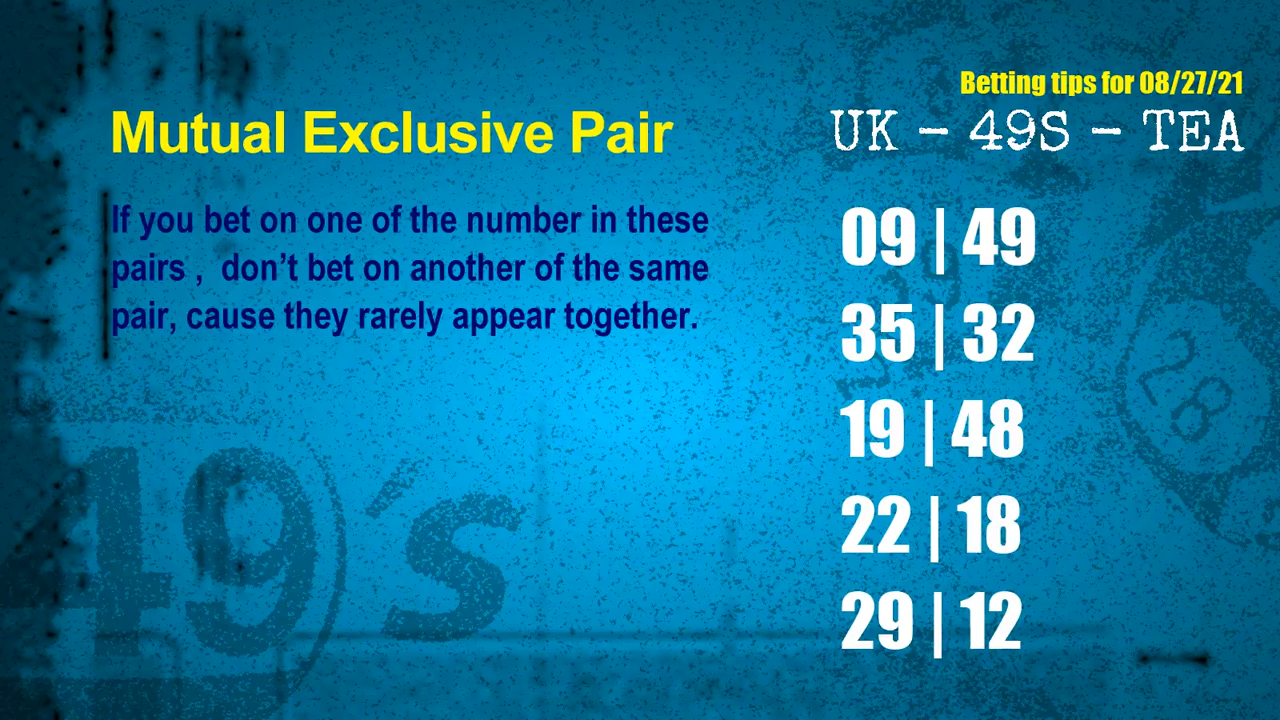 Betting tips for 08/27/21
Mutual Exclusive Pair
UK - 49S - TEA
If you bet on one of the number in these
pairs ,  don’t bet on another of the same
pair, cause they rarely appear together.
09 | 49
35 | 32
19 | 48
22 | 18
29 | 12
49's
28